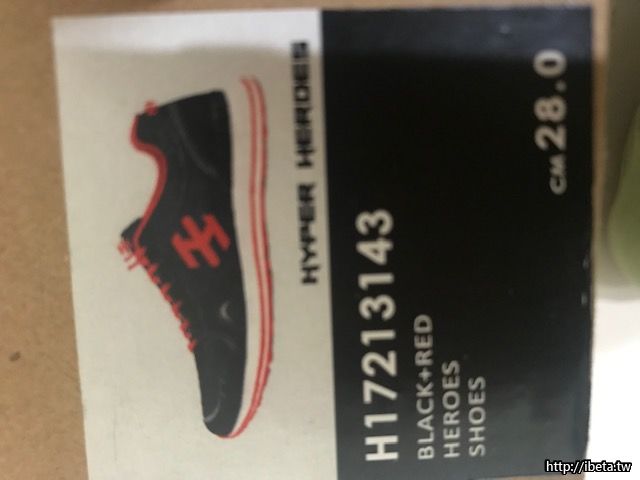 HYPER HEROES
H17213143
BLACK+RED
HEROES
SHOES
CM 28.0
http://ibeta.tw